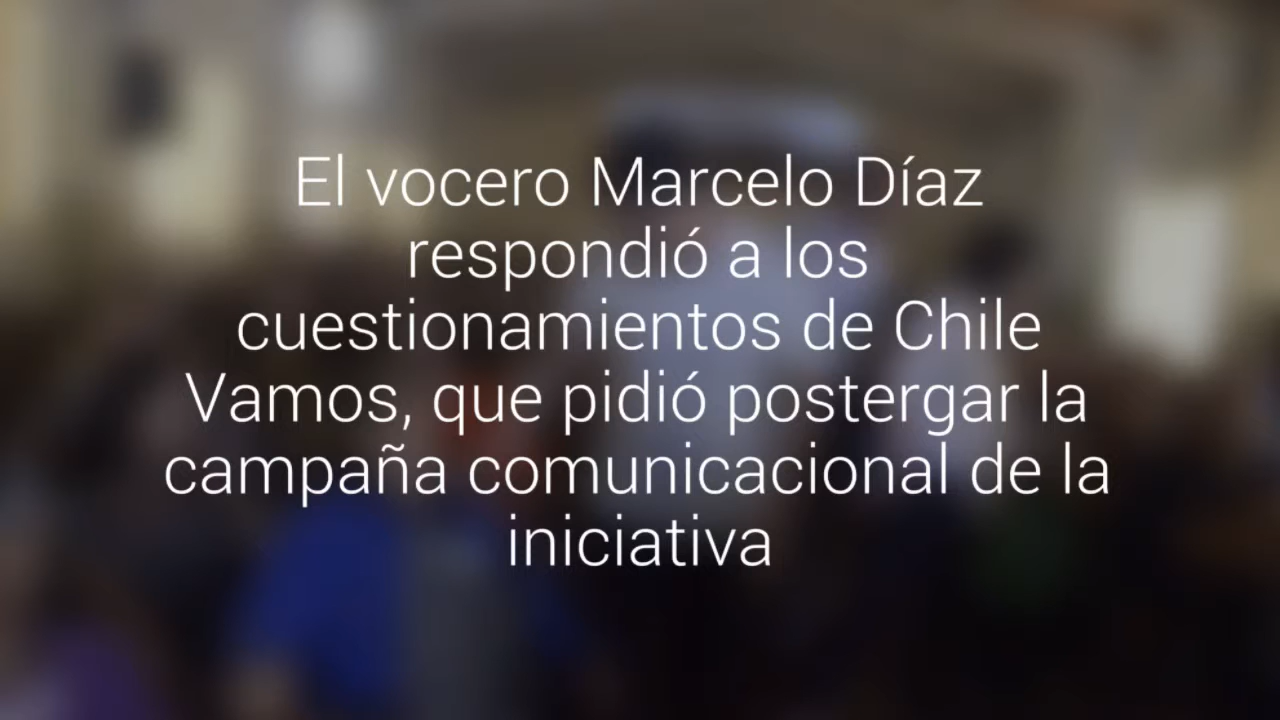 El vocero Marcelo Díaz
respondió a los
cuestionamientos de Chile
Vamos, que pidió postergar la
campaña comunicacional de la
iniciativa